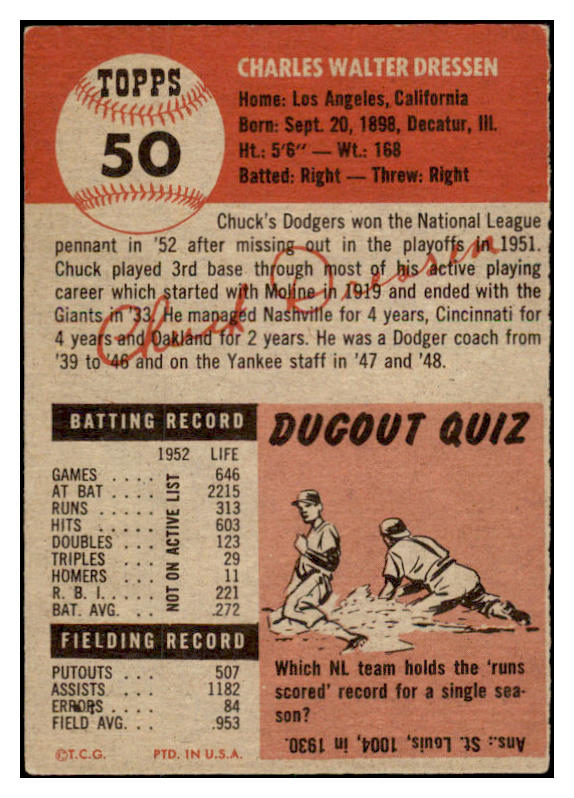 TOPPS
50
CHARLES WALTER DRESSEN
Home: Los Angeles, California
Born: Sept. 20, 1898, Decatur, Ill.
Ht.: 5'6" — Wt.: 168
Batted: Right — Threw: Right
Chuck's Dodgers won the National League
pennant in '52 after missing out in the playoffs in 1951.
Chuck played 3rd base through most of his active playing
career which started with Moline in 1919 and ended with the
Giants in '33. He managed Nashville for 4 years, Cincinnati for
4 years and Oakland for 2 years. He was a Dodger coach from
'39 to '46 and on the Yankee staff in '47 and '48.
Chuck Dressen
BATTING RECORD
1952 LIFE
GAMES . . . . 646
AT BAT . . . . 2215
RUNS . . . . 313
HITS . . . . . 603
DOUBLES . . . 123
TRIPLES . . . 29
HOMERS . . . 11
R. B. I. . . . . 221
BAT. AVG. . . .272
NOT ON ACTIVE LIST
FIELDING RECORD
PUTOUTS . . . 507
ASSISTS . . . . 1182
ERRORS . . . . 84
FIELD AVG. . . .953
©T.C.G. PTD. IN U.S.A.
DUGOUT QUIZ
Which NL team holds the 'runs
scored' record for a single sea-
son?
Ans.: St. Louis, 1004, in 1930.